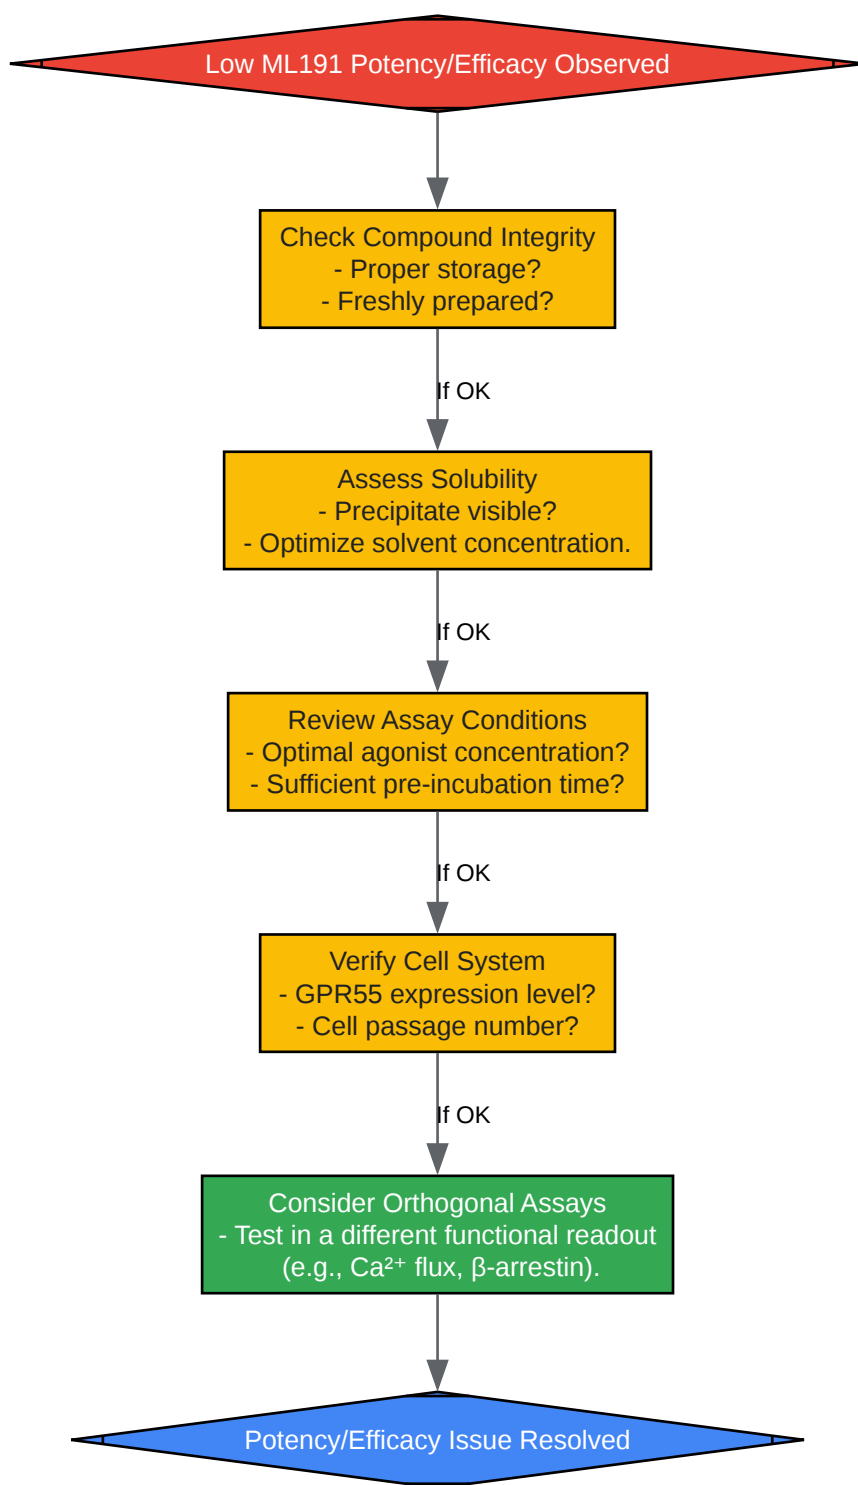 Low ML191 Potency/Efficacy Observed
Check Compound Integrity
- Proper storage?
- Freshly prepared?
If OK
Assess Solubility
- Precipitate visible?
- Optimize solvent concentration.
If OK
Review Assay Conditions
- Optimal agonist concentration?
- Sufficient pre-incubation time?
If OK
Verify Cell System
- GPR55 expression level?
- Cell passage number?
If OK
Consider Orthogonal Assays
- Test in a different functional readout
(e.g., Ca²⁺ flux, β-arrestin).
Potency/Efficacy Issue Resolved